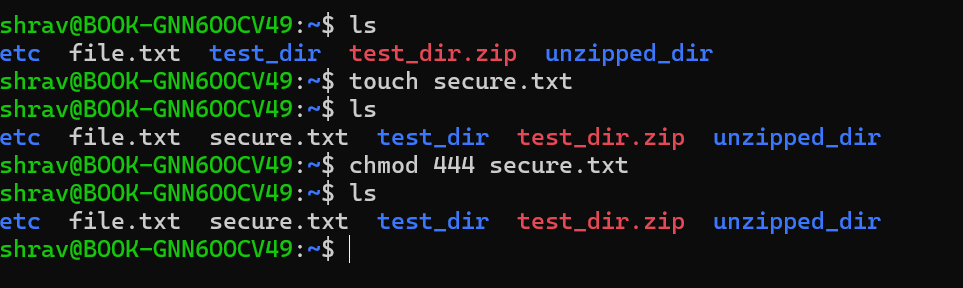 shrav@BOOK-GNN6OOCV49:~$ ls
etc  file.txt  test_dir  test_dir.zip  unzipped_dir
shrav@BOOK-GNN6OOCV49:~$ touch secure.txt
shrav@BOOK-GNN6OOCV49:~$ ls
etc  file.txt  secure.txt  test_dir  test_dir.zip  unzipped_dir
shrav@BOOK-GNN6OOCV49:~$ chmod 444 secure.txt
shrav@BOOK-GNN6OOCV49:~$ ls
etc  file.txt  secure.txt  test_dir  test_dir.zip  unzipped_dir
shrav@BOOK-GNN6OOCV49:~$